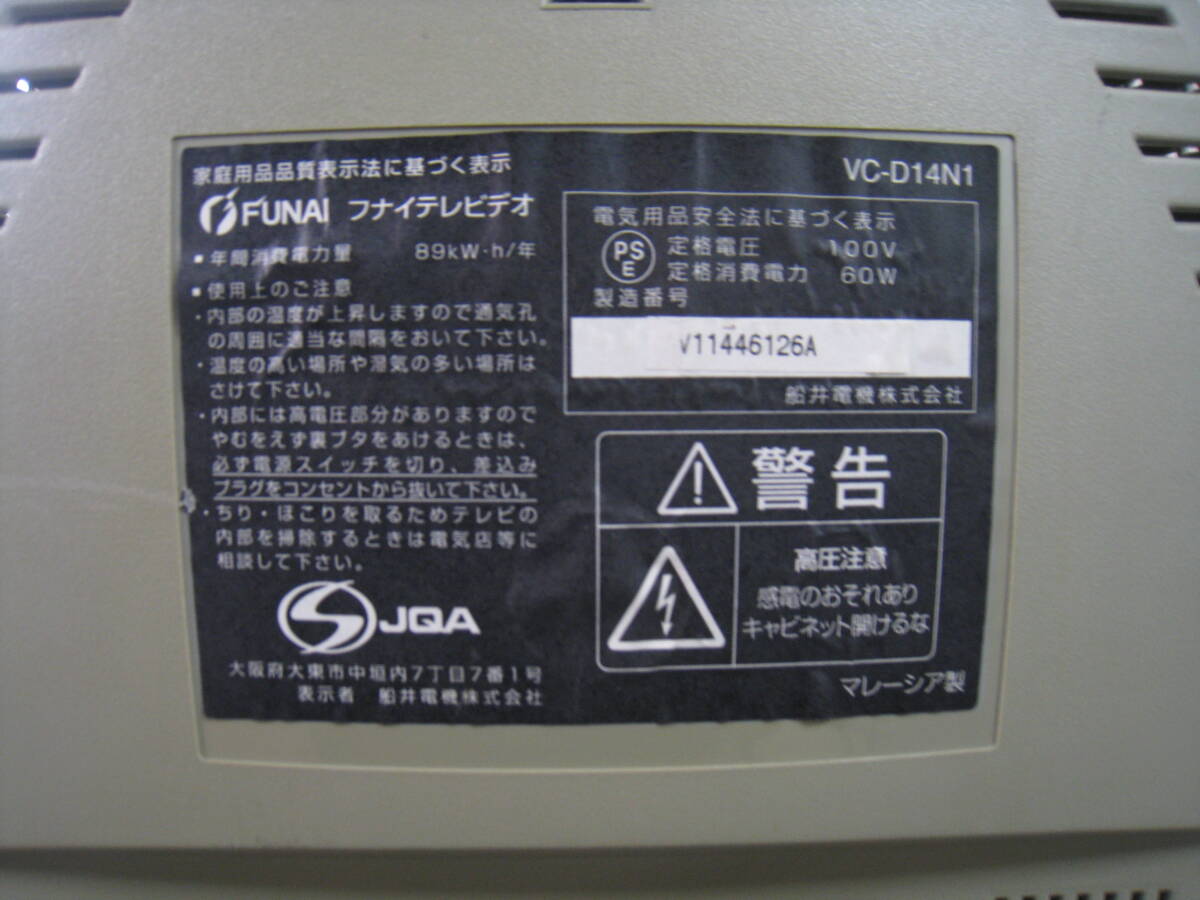 家庭用品品質表示法に基づく表示
FUNAI フナイテレビデオ
■年間消費電力量 89kW·h/年
■使用上のご注意
・内部の温度が上昇しますので通気孔
の周囲に適当な間隔をおいて下さい。
・温度の高い場所や湿気の多い場所は
さけて下さい。
・内部には高電圧部分がありますので
やむをえず裏ブタをあけるときは、
必ず電源スイッチを切り、差込み
プラグをコンセントから抜いて下さい。
・ちり・ほこりを取るためテレビの
内部を掃除するときは電気店等に
相談して下さい。
JQA
大阪府大東市中垣内7丁目7番1号
表示者 船井電機株式会社
VC-D14N1
電気用品安全法に基づく表示
PS
E
定格電圧 100V
定格消費電力 60W
製造番号
V11446126A
船井電機株式会社
警告
高圧注意
感電のおそれあり
キャビネット開けるな
マレーシア製